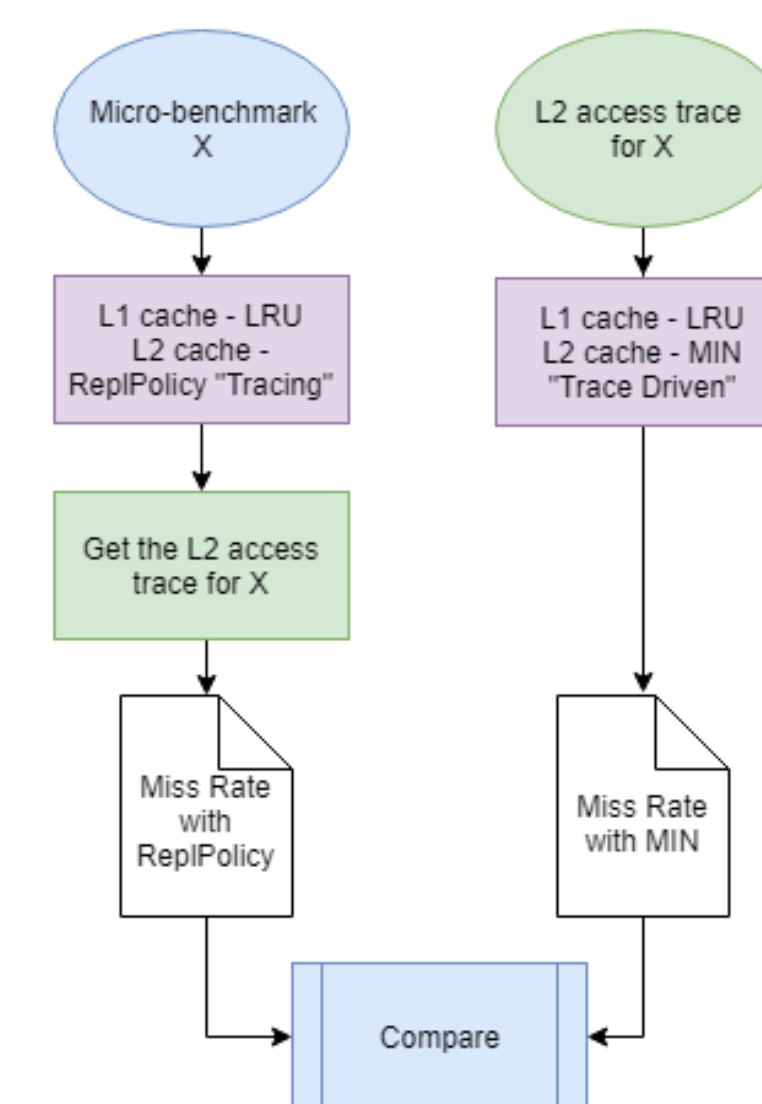 Micro-benchmark
X
L1 cache - LRU
L2 cache -
ReplPolicy "Tracing"
Get the L2 access
trace for X
Miss Rate
with
ReplPolicy
L2 access trace
for X
L1 cache - LRU
L2 cache - MIN
"Trace Driven"
Miss Rate
with MIN
Compare